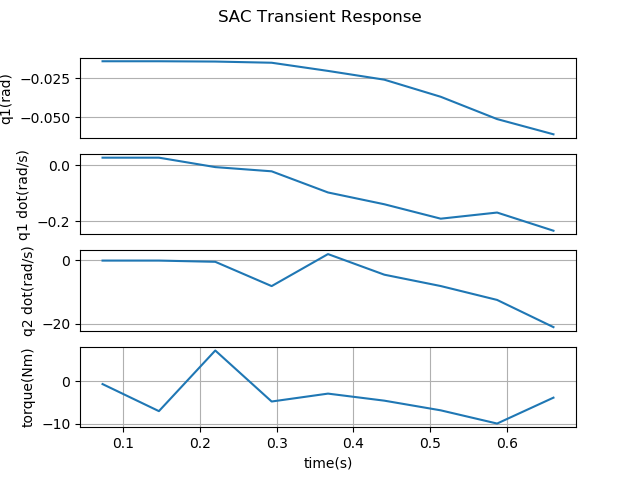 SAC Transient Response
q1(rad)
−0.025
−0.050
q1 dot(rad/s)
0.0
−0.2
q2 dot(rad/s)
0
−20
torque(Nm)
0
−10
0.1 0.2 0.3 0.4 0.5 0.6
time(s)